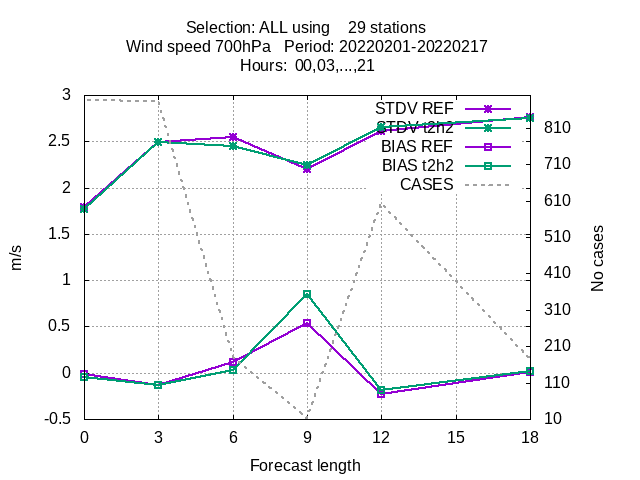 Selection: ALL using 29 stations
Wind speed 700hPa Period: 20220201-20220217
Hours: 00,03,...,21
STDV REF
STDV t2h2
BIAS REF
BIAS t2h2
CASES
3
2.5
2
1.5
1
0.5
0
-0.5
m/s
810
710
610
510
410
310
210
110
10
No cases
0 3 6 9 12 15 18
Forecast length